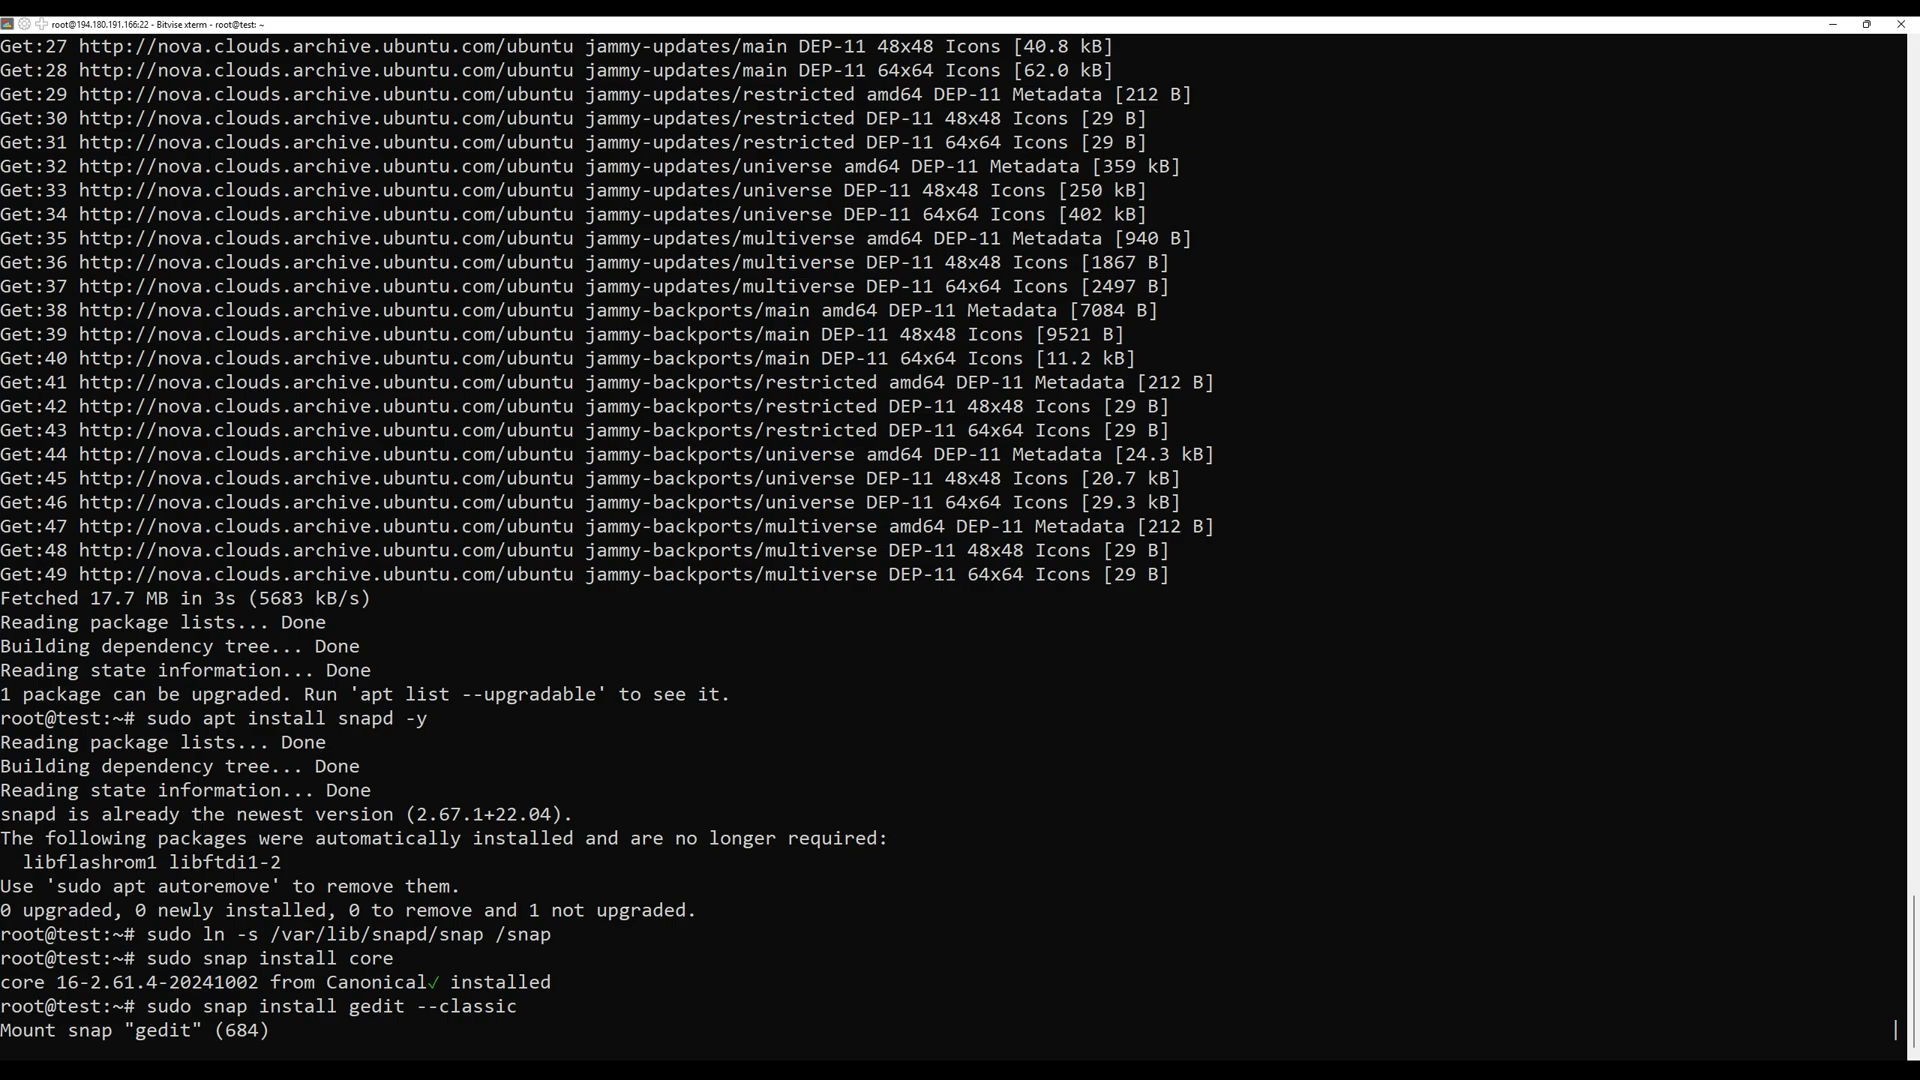 root@194.180.191.166:22 - Bitvise xterm - root@test: ~
Get:27 http://nova.clouds.archive.ubuntu.com/ubuntu jammy-updates/main DEP-11 48x48 Icons [40.8 kB]
Get:28 http://nova.clouds.archive.ubuntu.com/ubuntu jammy-updates/main DEP-11 64x64 Icons [62.0 kB]
Get:29 http://nova.clouds.archive.ubuntu.com/ubuntu jammy-updates/restricted amd64 DEP-11 Metadata [212 B]
Get:30 http://nova.clouds.archive.ubuntu.com/ubuntu jammy-updates/restricted DEP-11 48x48 Icons [29 B]
Get:31 http://nova.clouds.archive.ubuntu.com/ubuntu jammy-updates/restricted DEP-11 64x64 Icons [29 B]
Get:32 http://nova.clouds.archive.ubuntu.com/ubuntu jammy-updates/universe amd64 DEP-11 Metadata [359 kB]
Get:33 http://nova.clouds.archive.ubuntu.com/ubuntu jammy-updates/universe DEP-11 48x48 Icons [250 kB]
Get:34 http://nova.clouds.archive.ubuntu.com/ubuntu jammy-updates/universe DEP-11 64x64 Icons [402 kB]
Get:35 http://nova.clouds.archive.ubuntu.com/ubuntu jammy-updates/multiverse amd64 DEP-11 Metadata [940 B]
Get:36 http://nova.clouds.archive.ubuntu.com/ubuntu jammy-updates/multiverse DEP-11 48x48 Icons [1867 B]
Get:37 http://nova.clouds.archive.ubuntu.com/ubuntu jammy-updates/multiverse DEP-11 64x64 Icons [2497 B]
Get:38 http://nova.clouds.archive.ubuntu.com/ubuntu jammy-backports/main amd64 DEP-11 Metadata [7084 B]
Get:39 http://nova.clouds.archive.ubuntu.com/ubuntu jammy-backports/main DEP-11 48x48 Icons [9521 B]
Get:40 http://nova.clouds.archive.ubuntu.com/ubuntu jammy-backports/main DEP-11 64x64 Icons [11.2 kB]
Get:41 http://nova.clouds.archive.ubuntu.com/ubuntu jammy-backports/restricted amd64 DEP-11 Metadata [212 B]
Get:42 http://nova.clouds.archive.ubuntu.com/ubuntu jammy-backports/restricted DEP-11 48x48 Icons [29 B]
Get:43 http://nova.clouds.archive.ubuntu.com/ubuntu jammy-backports/restricted DEP-11 64x64 Icons [29 B]
Get:44 http://nova.clouds.archive.ubuntu.com/ubuntu jammy-backports/universe amd64 DEP-11 Metadata [24.3 kB]
Get:45 http://nova.clouds.archive.ubuntu.com/ubuntu jammy-backports/universe DEP-11 48x48 Icons [20.7 kB]
Get:46 http://nova.clouds.archive.ubuntu.com/ubuntu jammy-backports/universe DEP-11 64x64 Icons [29.3 kB]
Get:47 http://nova.clouds.archive.ubuntu.com/ubuntu jammy-backports/multiverse amd64 DEP-11 Metadata [212 B]
Get:48 http://nova.clouds.archive.ubuntu.com/ubuntu jammy-backports/multiverse DEP-11 48x48 Icons [29 B]
Get:49 http://nova.clouds.archive.ubuntu.com/ubuntu jammy-backports/multiverse DEP-11 64x64 Icons [29 B]
Fetched 17.7 MB in 3s (5683 kB/s)
Reading package lists... Done
Building dependency tree... Done
Reading state information... Done
1 package can be upgraded. Run 'apt list --upgradable' to see it.
root@test:~# sudo apt install snapd -y
Reading package lists... Done
Building dependency tree... Done
Reading state information... Done
snapd is already the newest version (2.67.1+22.04).
The following packages were automatically installed and are no longer required:
  libflashrom1 libftdi1-2
Use 'sudo apt autoremove' to remove them.
0 upgraded, 0 newly installed, 0 to remove and 1 not upgraded.
root@test:~# sudo ln -s /var/lib/snapd/snap /snap
root@test:~# sudo snap install core
core 16-2.61.4-20241002 from Canonical✓ installed
root@test:~# sudo snap install gedit --classic
Mount snap "gedit" (684) |